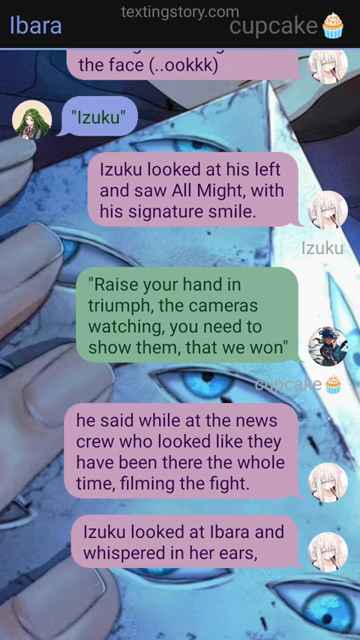 textingstory.com
Ibara
cupcake🧁
the face (..ookkk)
"Izuku"
Izuku looked at his left
and saw All Might, with
his signature smile.
Izuku
"Raise your hand in
triumph, the cameras
watching, you need to
show them, that we won"
cupcake🧁
he said while at the news
crew who looked like they
have been there the whole
time, filming the fight.
Izuku looked at Ibara and
whispered in her ears,